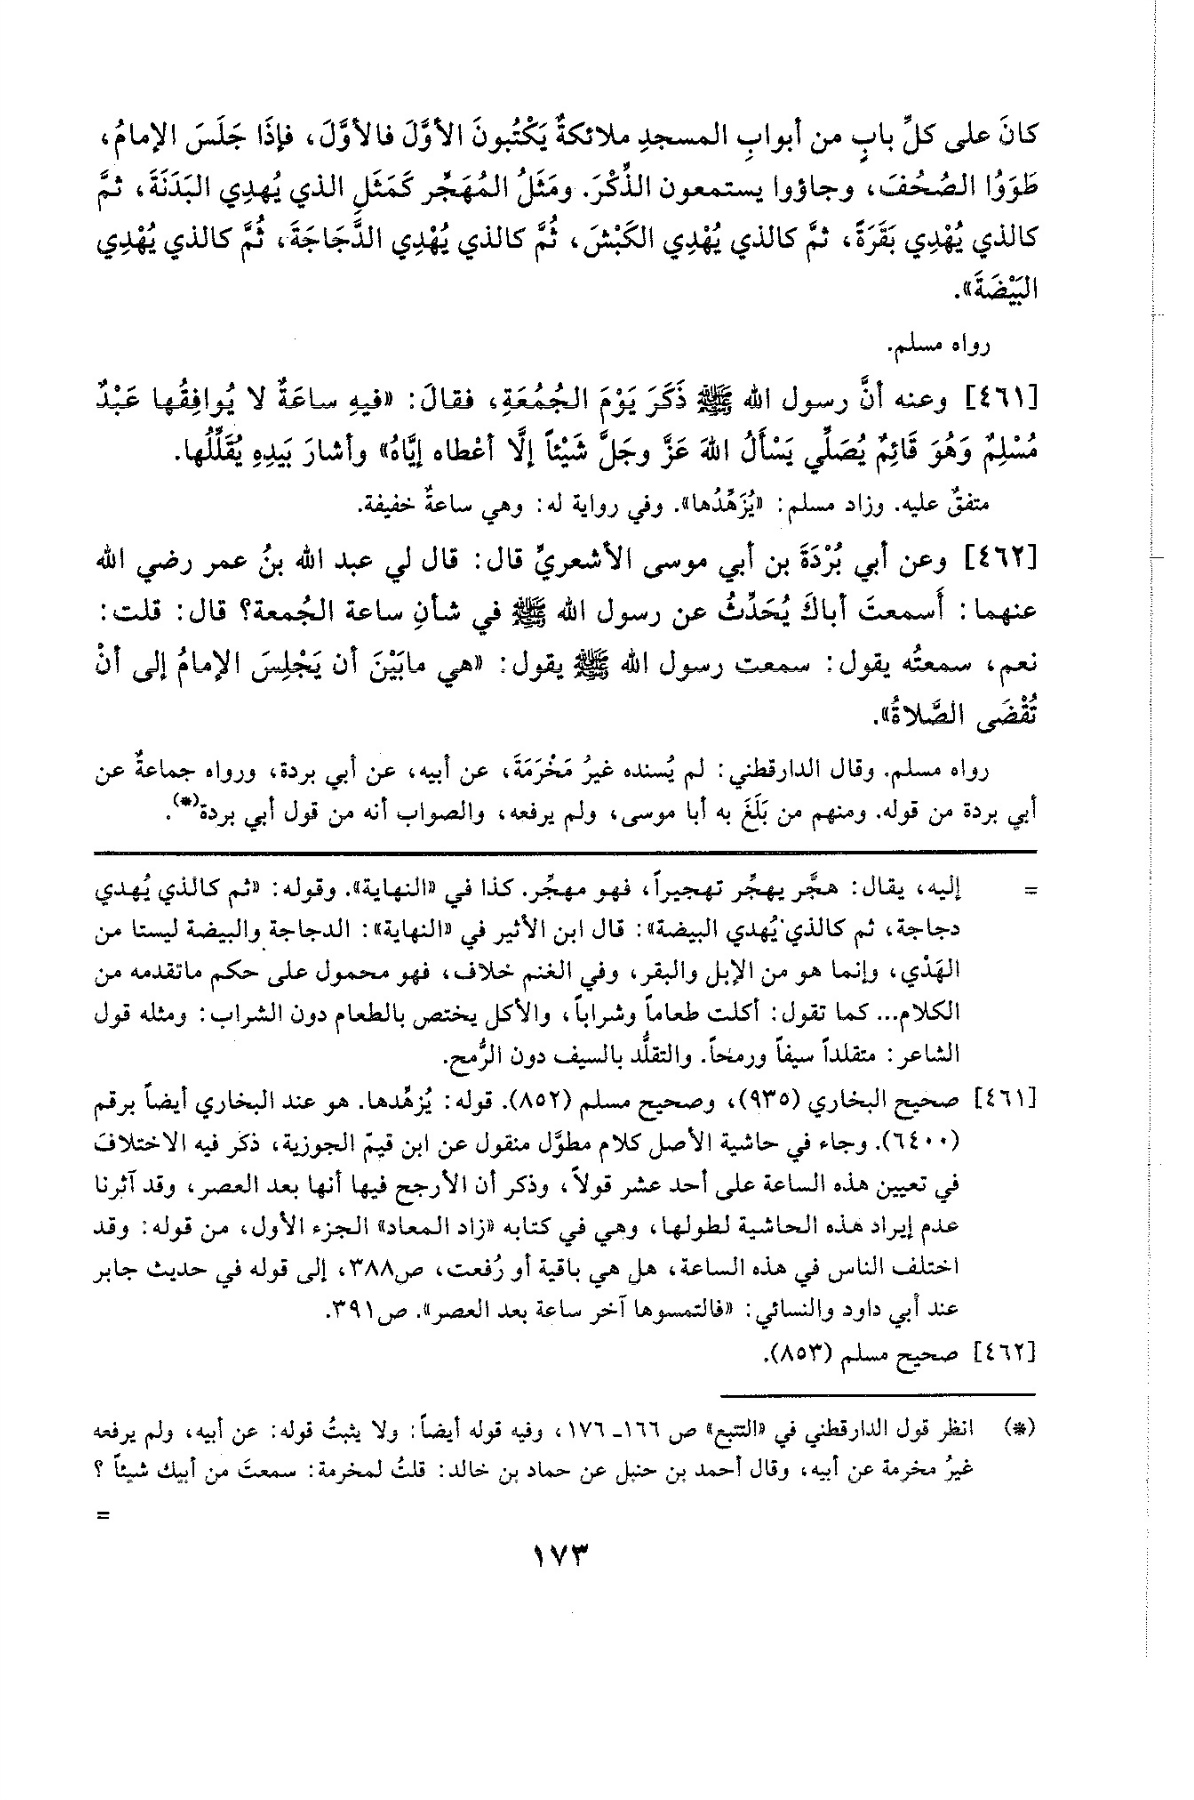 كانَ على كلِّ بابٍ من أبوابِ المسجدِ ملائكةٌ يَكْتُبونَ الأوَّلَ فالأوَّلَ، فإذَا جَلَسَ الإمامُ،
طَوَوُا الصُحُفَ، وجاؤوا يستمعون الذِّكْرَ. ومَثَلُ المُهَجِّر كَمَثَلِ الذي يُهدِي البَدَنَةَ، ثمَّ
كالذي يُهْدِي بَقَرَةً، ثمَّ كالذي يُهْدِي الكَبْشَ، ثُمَّ كالذي يُهْدِي الدَّجَاجَةَ، ثُمَّ كالذي يُهْدِي
البَيْضَةَ».
رواه مسلم.
[٤٦١] وعنه أنَّ رسول الله ﷺ ذَكَرَ يَوْمَ الجُمُعَةِ، فقالَ: «فيهِ ساعَةٌ لا يُوافِقُها عَبْدٌ
مُسْلِمٌ وَهُوَ قَائِمٌ يُصَلِّي يَسْأَلُ اللهَ عَزَّ وجَلَّ شَيْئاً إلَّا أعْطاه إيَّاهُ» وأشارَ بَيدِهِ يُقَلِّلُها.
متفقٌ عليه. وزاد مسلم: «يُزَهِّدُها». وفي رواية له: وهي ساعةٌ خفيفة.
[٤٦٢] وعن أبي بُرْدَةَ بن أبي موسى الأشعريِّ قال: قال لي عبد الله بنُ عمر رضي الله
عنهما: أَسمعتَ أباكَ يُحَدِّثُ عن رسول الله ﷺ في شأنِ ساعة الجُمعة؟ قال: قلت:
نعم، سمعتُه يقول: سمعت رسول الله ﷺ يقول: «هي مابَيْنَ أن يَجْلِسَ الإمامُ إلى أنْ
تُقْضَى الصَّلاةُ».
رواه مسلم. وقال الدارقطني: لم يُسنده غيرُ مَخْرَمَةَ، عن أبيه، عن أبي بردة، ورواه جماعةٌ عن
أبي بردة من قوله. ومنهم من بَلَغَ به أبا موسى، ولم يرفعه، والصواب أنه من قول أبي بردة(*).
= إليه، يقال: هجَّر يهجِّر تهجيراً، فهو مهجِّر. كذا في «النهاية». وقوله: «ثم كالذي يُهدي
دجاجة، ثم كالذي يُهدي البيضة»: قال ابن الأثير في «النهاية»: الدجاجة والبيضة ليستا من
الهَدْي، وإنما هو من الإبل والبقر، وفي الغنم خلاف، فهو محمول على حكم ماتقدمه من
الكلام... كما تقول: أكلت طعاماً وشراباً، والأكل يختص بالطعام دون الشراب: ومثله قول
الشاعر: متقلداً سيفاً ورمحاً. والتقلُّد بالسيف دون الرُّمح.
[٤٦١] صحيح البخاري (٩٣٥)، وصحيح مسلم (٨٥٢). قوله: يُزهِّدها. هو عند البخاري أيضاً برقم
(٦٤٠٠). وجاء في حاشية الأصل كلام مطوَّل منقول عن ابن قيمّ الجوزية، ذكر فيه الاختلافَ
في تعيين هذه الساعة على أحد عشر قولاً، وذكر أن الأرجح فيها أنها بعد العصر، وقد آثرنا
عدم إيراد هذه الحاشية لطولها، وهي في كتابه «زاد المعاد» الجزء الأول، من قوله: وقد
اختلف الناس في هذه الساعة، هل هي باقية أو رُفعت، ص٣٨٨، إلى قوله في حديث جابر
عند أبي داود والنسائي: «فالتمسوها آخر ساعة بعد العصر». ص٣٩١.
[٤٦٢] صحيح مسلم (٨٥٣).
(*) انظر قول الدارقطني في «التتبع» ص ١٦٦ـ ١٧٦، وفيه قوله أيضاً: ولا يثبتُ قوله: عن أبيه، ولم يرفعه
غيرُ مخرمة عن أبيه، وقال أحمد بن حنبل عن حماد بن خالد: قلتُ لمخرمة: سمعتَ من أبيك شيئاً ؟
=
١٧٣